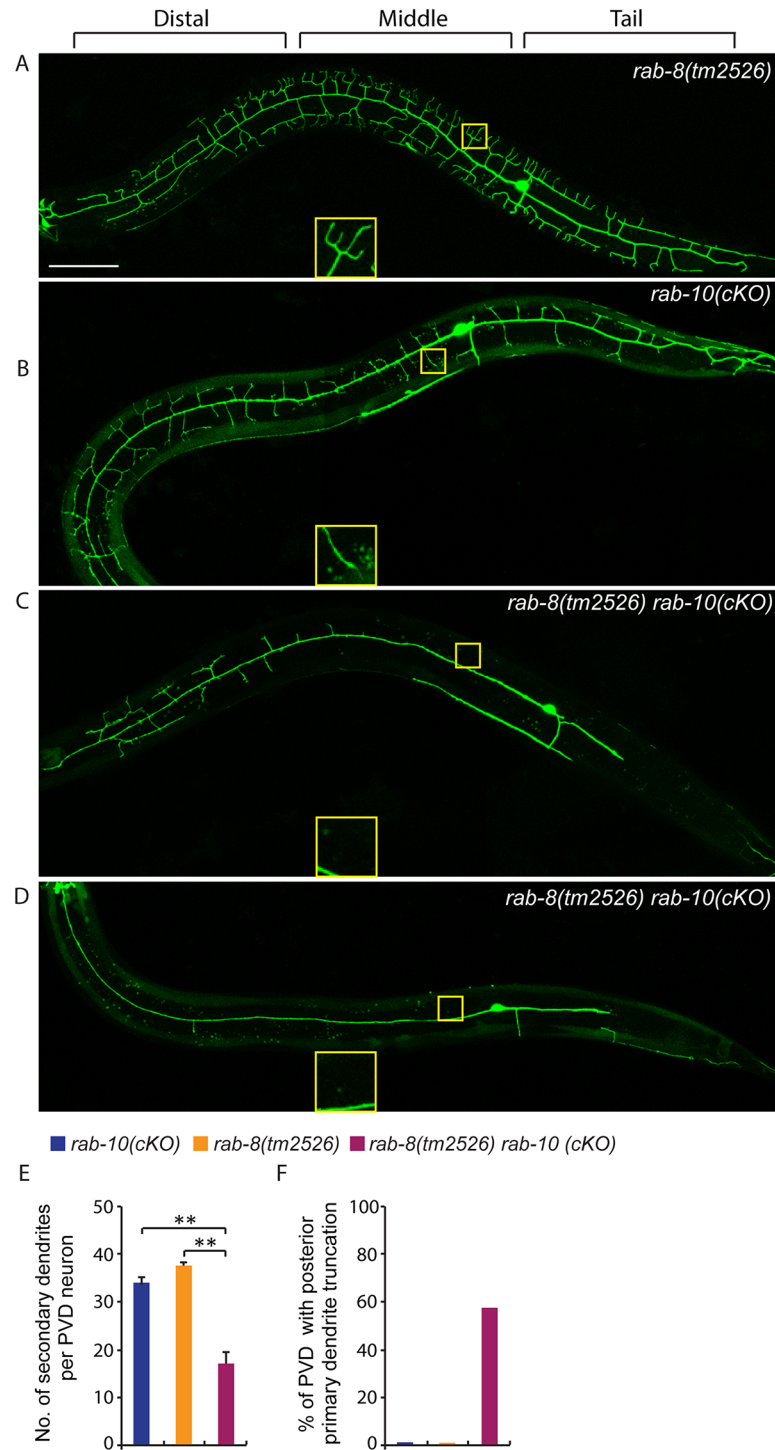 Distal Middle Tail
A rab-8(tm2526)
B rab-10(cKO)
C rab-8(tm2526) rab-10(cKO)
D rab-8(tm2526) rab-10(cKO)
rab-10(cKO) rab-8(tm2526) rab-8(tm2526) rab-10 (cKO)
E
No. of secondary dendrites
per PVD neuron
50
40
30
20
10
0
**
**
F
% of PVD with posterior
primary dendrite truncation
100
80
60
40
20
0